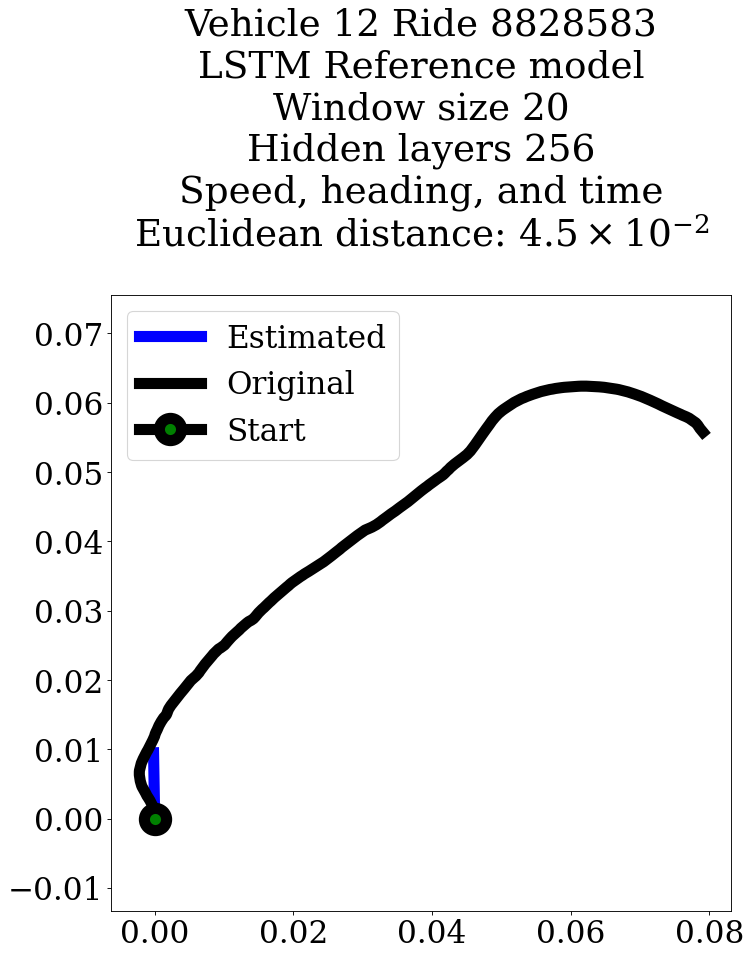 Vehicle 12 Ride 8828583
LSTM Reference model
Window size 20
Hidden layers 256
Speed, heading, and time
Euclidean distance: 4.5 × 10⁻²
Estimated
Original
Start
0.07
0.06
0.05
0.04
0.03
0.02
0.01
0.00
−0.01
0.00 0.02 0.04 0.06 0.08